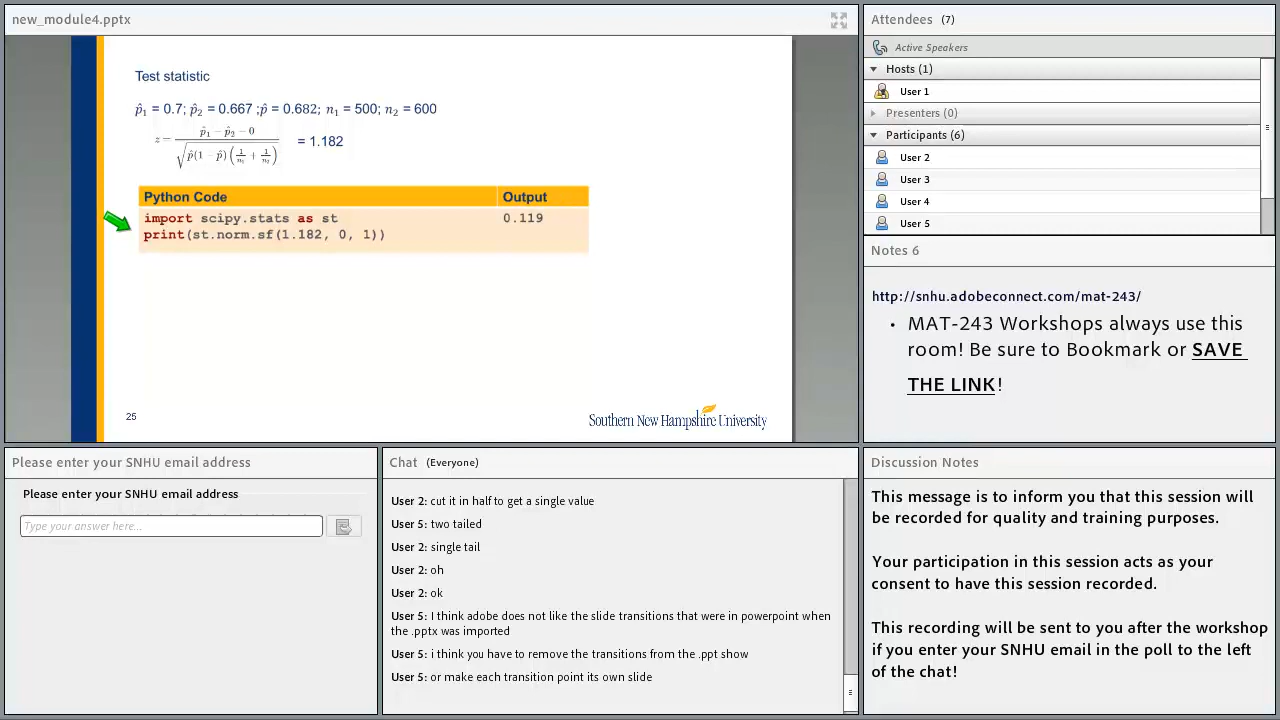 new_module4.pptx
Test statistic
p̂₁ = 0.7; p̂₂ = 0.667 ;p̂ = 0.682; n₁ = 500; n₂ = 600
z = (p̂₁ − p̂₂ − 0) / √(p̂(1 − p̂)(1/n₁ + 1/n₂)) = 1.182
Python Code Output
import scipy.stats as st 0.119
print(st.norm.sf(1.182, 0, 1))
25
Southern New Hampshire University
Attendees (7)
Active Speakers
Hosts (1)
User 1
Presenters (0)
Participants (6)
User 2
User 3
User 4
User 5
Notes 6
http://snhu.adobeconnect.com/mat-243/
• MAT-243 Workshops always use this
room! Be sure to Bookmark or SAVE
THE LINK!
Please enter your SNHU email address
Please enter your SNHU email address
Type your answer here...
Chat (Everyone)
User 2: cut it in half to get a single value
User 5: two tailed
User 2: single tail
User 2: oh
User 2: ok
User 5: I think adobe does not like the slide transitions that were in powerpoint when
the .pptx was imported
User 5: i think you have to remove the transitions from the .ppt show
User 5: or make each transition point its own slide
Discussion Notes
This message is to inform you that this session will
be recorded for quality and training purposes.
Your participation in this session acts as your
consent to have this session recorded.
This recording will be sent to you after the workshop
if you enter your SNHU email in the poll to the left
of the chat!